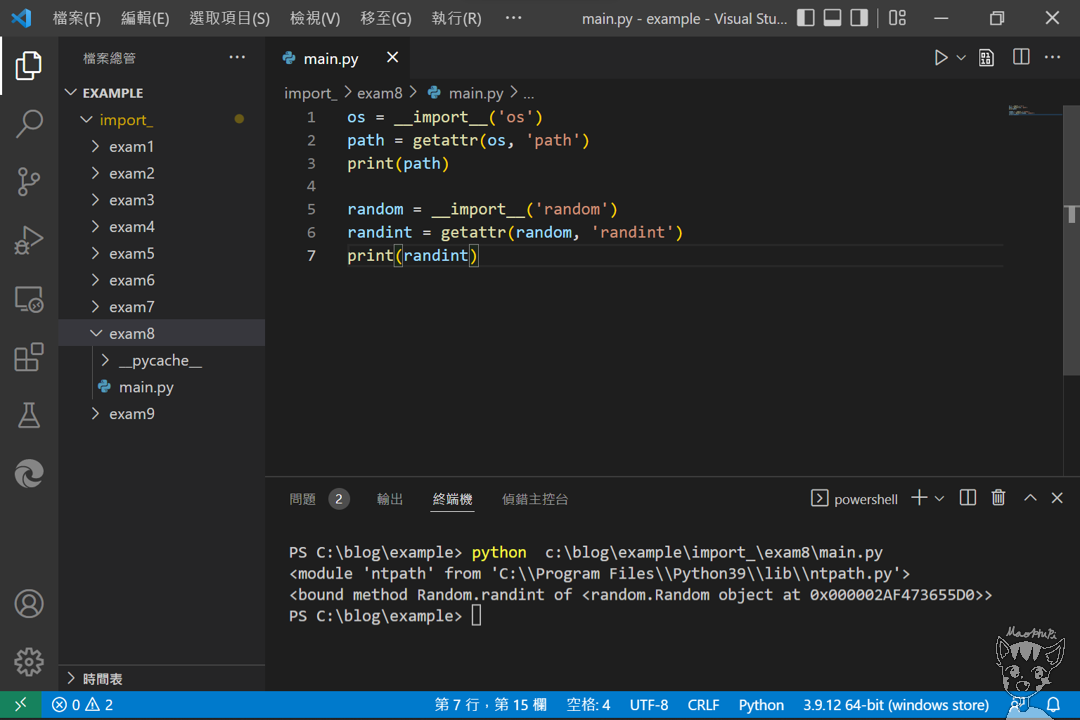 檔案(F) 編輯(E) 選取項目(S) 檢視(V) 移至(G) 執行(R) ··· main.py - example - Visual Stu...
檔案總管 ···
EXAMPLE
import_
exam1
exam2
exam3
exam4
exam5
exam6
exam7
exam8
__pycache__
main.py
exam9
時間表
main.py
import_ > exam8 > main.py > ...
1 os = __import__('os')
2 path = getattr(os, 'path')
3 print(path)
4
5 random = __import__('random')
6 randint = getattr(random, 'randint')
7 print(randint)
問題 2 輸出 終端機 偵錯主控台 powershell
PS C:\blog\example> python  c:\blog\example\import_\exam8\main.py
<module 'ntpath' from 'C:\\Program Files\\Python39\\lib\\ntpath.py'>
<bound method Random.randint of <random.Random object at 0x000002AF473655D0>>
PS C:\blog\example>
MaoHuPi
0 2 第 7 行，第 15 欄 空格: 4 UTF-8 CRLF Python 3.9.12 64-bit (windows store)